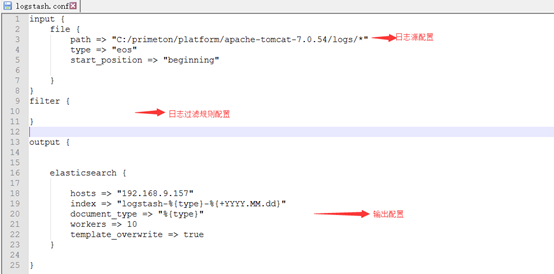 logstash.conf
1 input {
2 file {
3 path => "C:/primeton/platform/apache-tomcat-7.0.54/logs/*" 日志源配置
4 type => "eos"
5 start_position => "beginning"
6
7 }
8 }
9 filter {
10 日志过滤规则配置
11 }
12
13 output {
14
15
16 elasticsearch {
17
18 hosts => "192.168.9.157"
19 index => "logstash-%{type}-%{+YYYY.MM.dd}"
20 document_type => "%{type}" 输出配置
21 workers => 10
22 template_overwrite => true
23 }
24
25 }